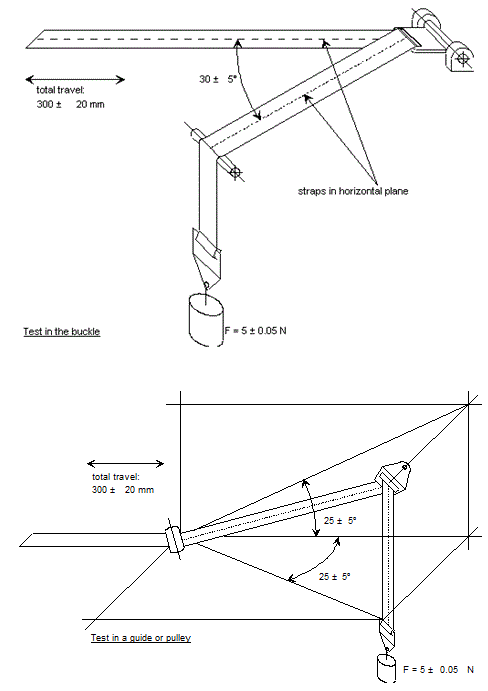 30 ± 5°
total travel:
300 ± 20 mm
straps in horizontal plane
F = 5 ± 0.05 N
Test in the buckle
total travel:
300 ± 20 mm
25 ± 5°
25 ± 5°
Test in a guide or pulley
F = 5 ± 0.05 N